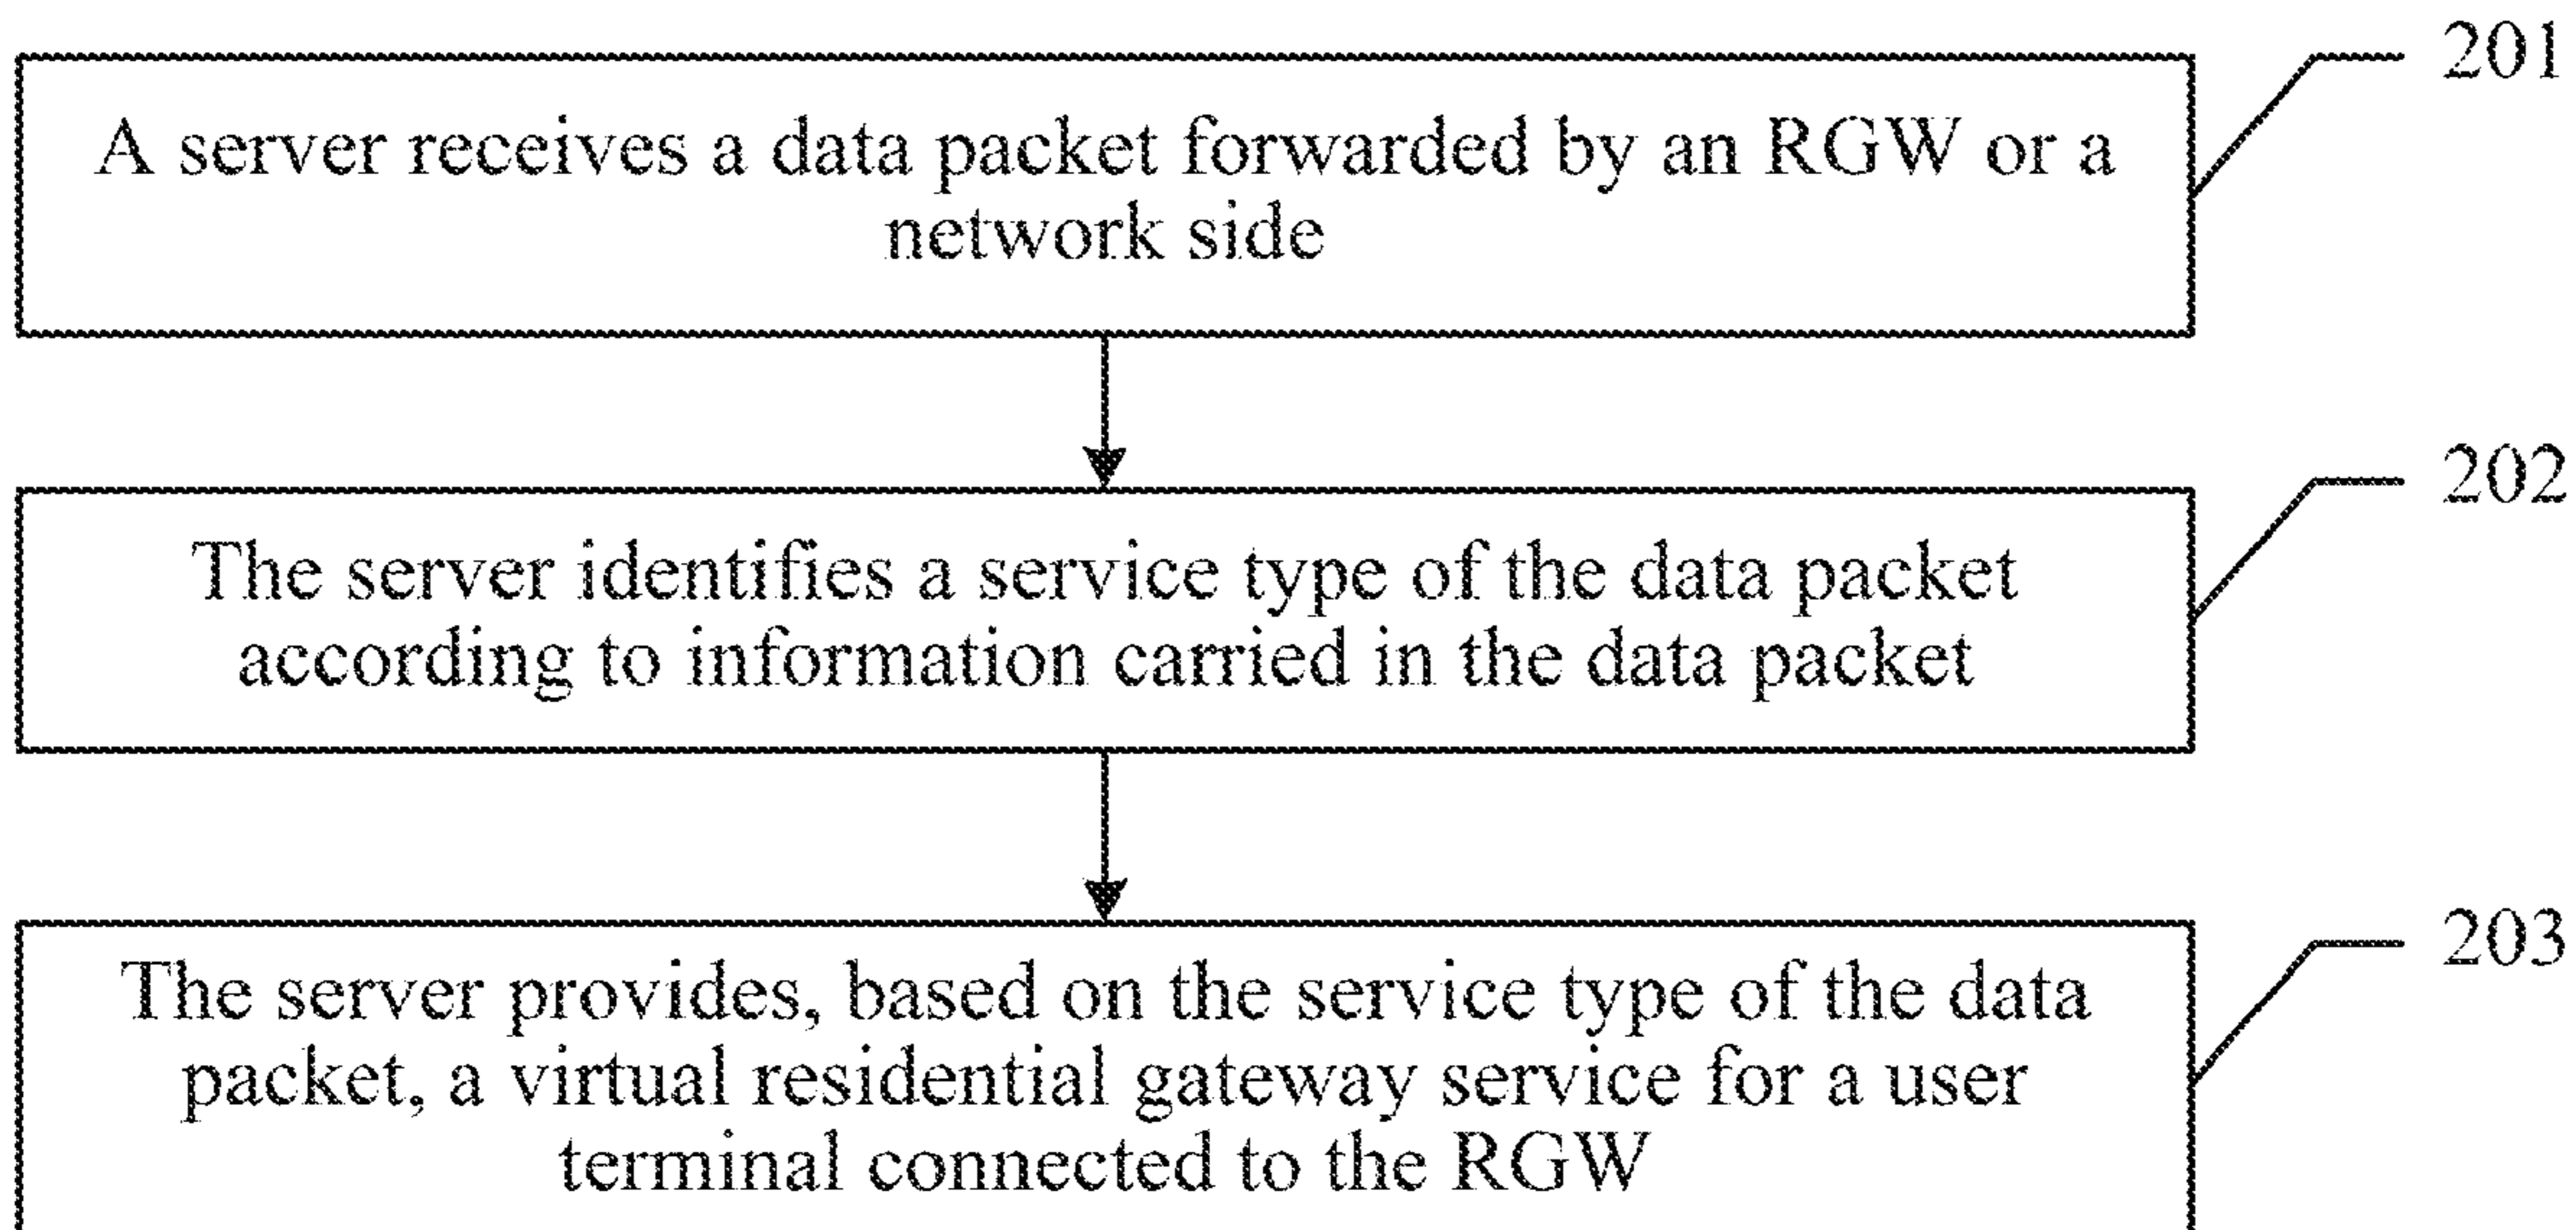 201
A server receives a data packet forwarded by an RGW or a
network side
202
The server identifies a service type of the data packet
according to information carried in the data packet
203
The server provides, based on the service type of the data
packet, a virtual residential gateway service for a user
terminal connected to the RGW